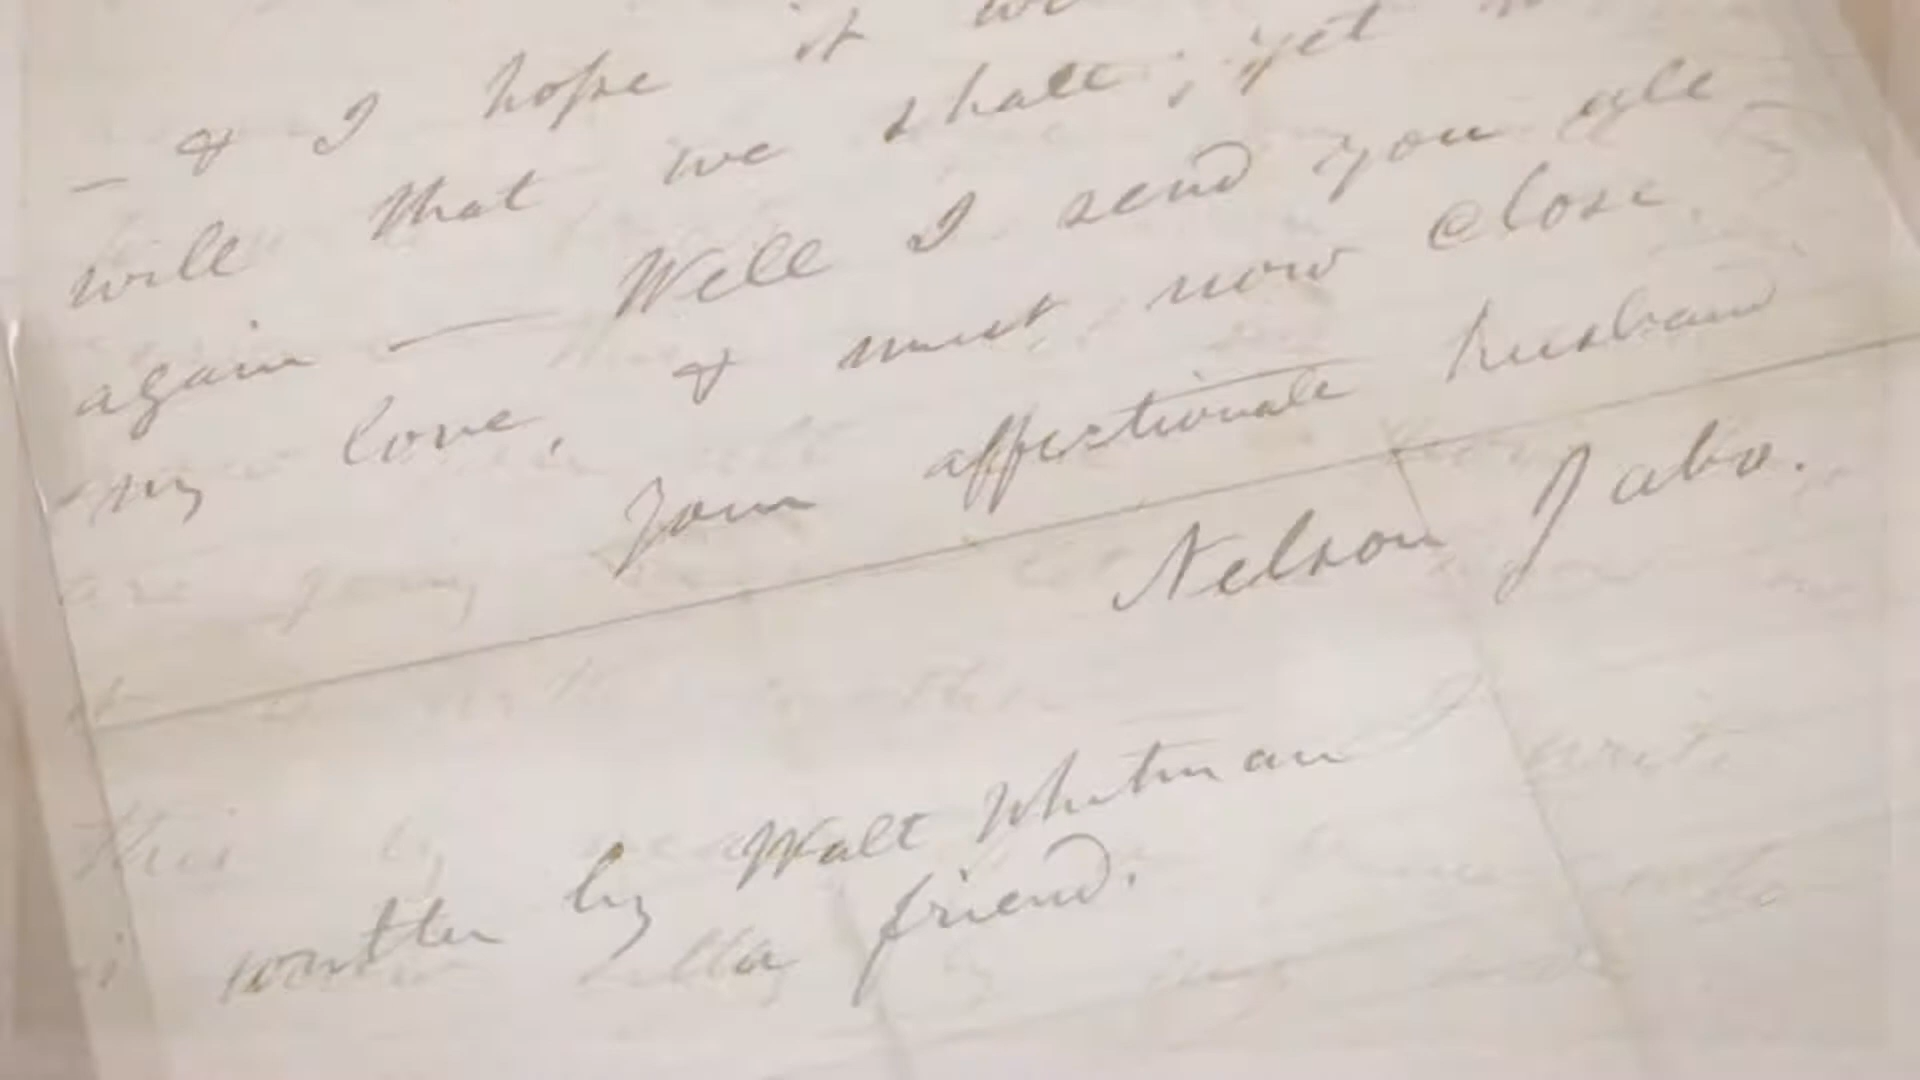 — & I hope it
will that we shall; yet
again — Well I send you all
my love, & must now close
Your affectionate husband
Nelson Jabo.
written by Walt Whitman
a friend.